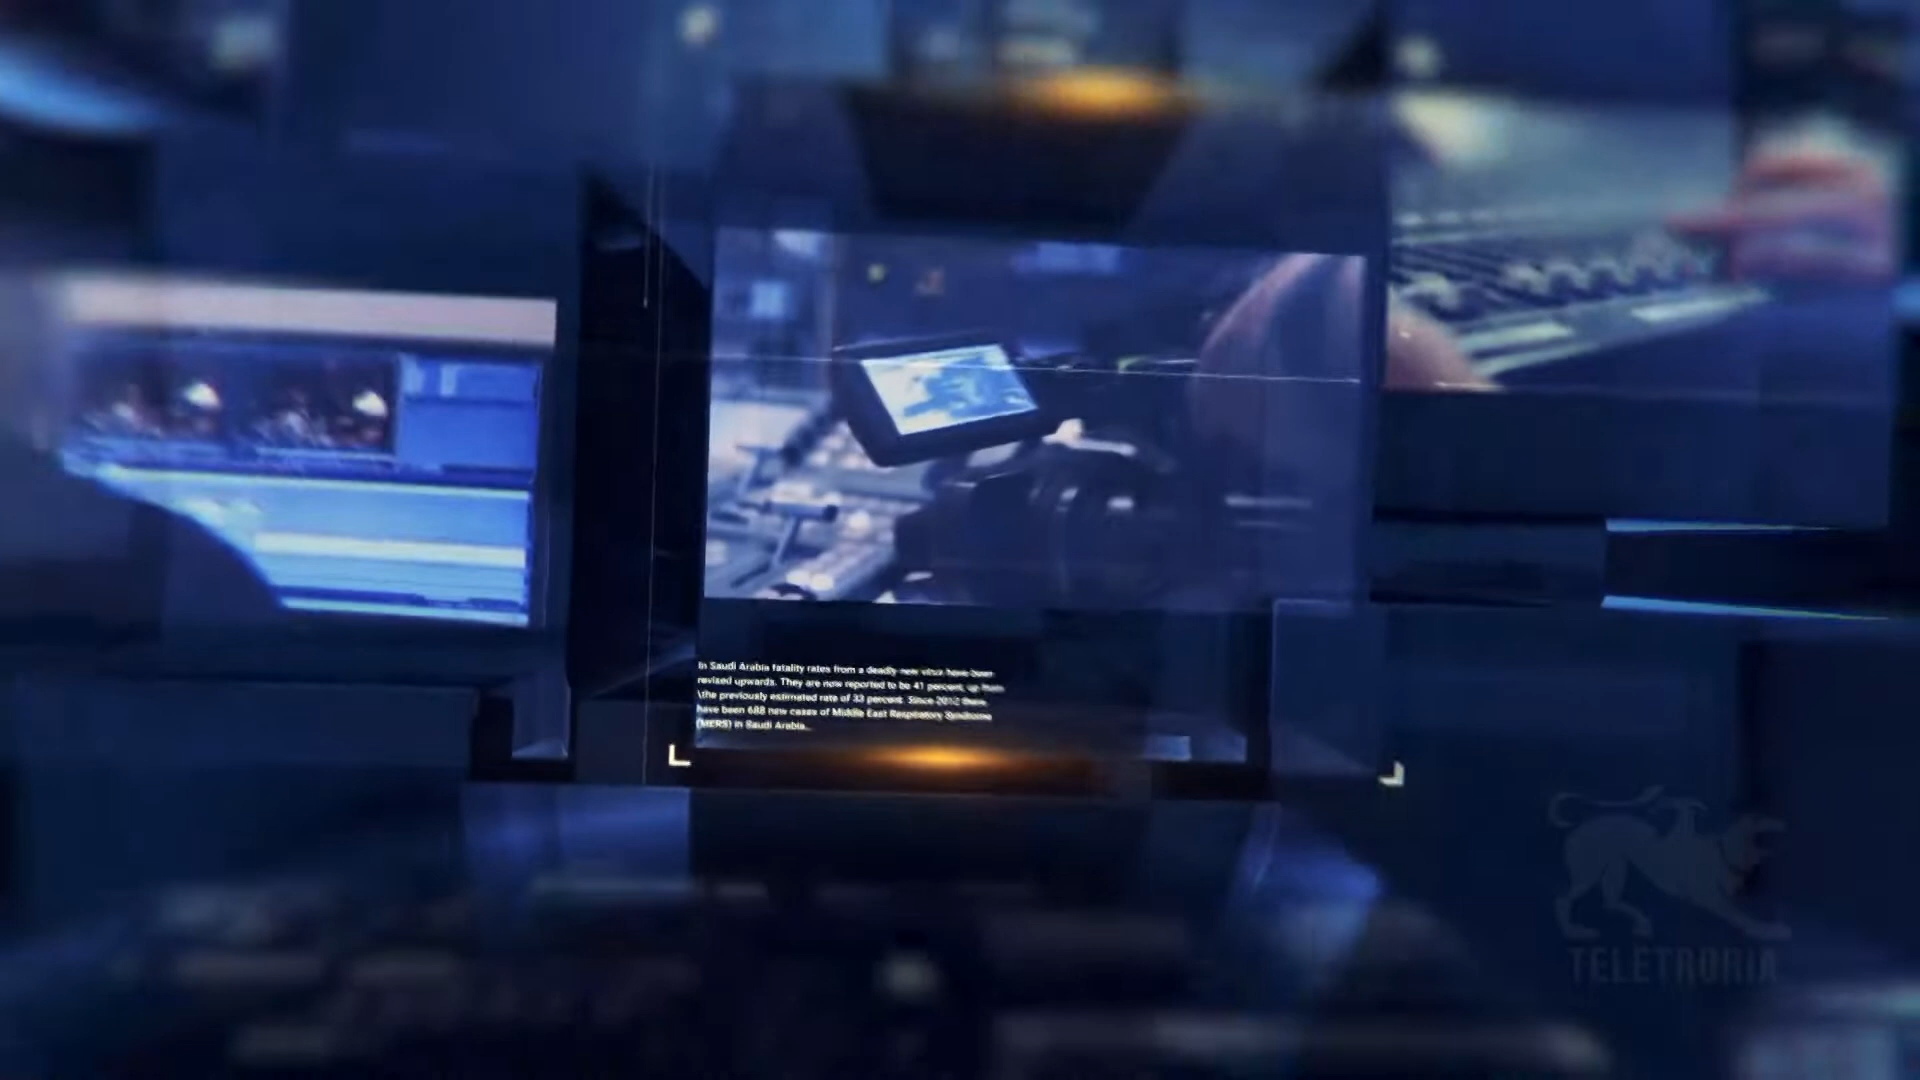 In Saudi Arabia fatality rates from a deadly new virus have been
revised upwards. They are now reported to be 41 percent, up from
\the previously estimated rate of 33 percent. Since 2012 there
have been 688 new cases of Middle East Respiratory Syndrome
(MERS) in Saudi Arabia.
TELETRORIA